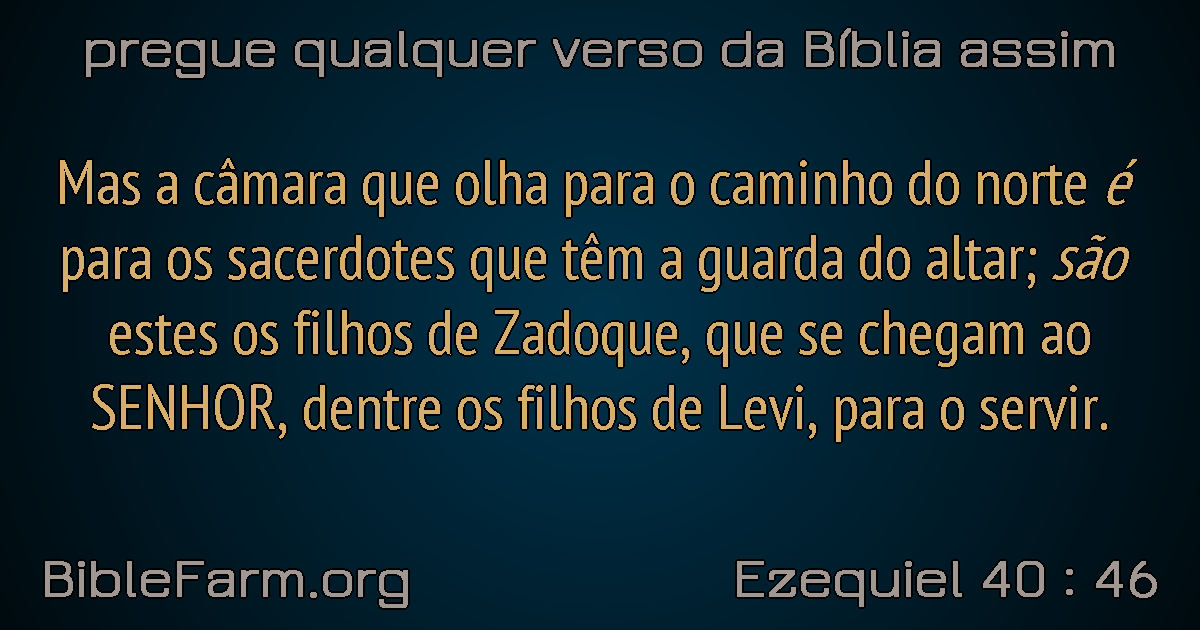 pregue qualquer verso da Bíblia assim
Mas a câmara que olha para o caminho do norte é
para os sacerdotes que têm a guarda do altar; são
estes os filhos de Zadoque, que se chegam ao
SENHOR, dentre os filhos de Levi, para o servir.
BibleFarm.org
Ezequiel 40 : 46